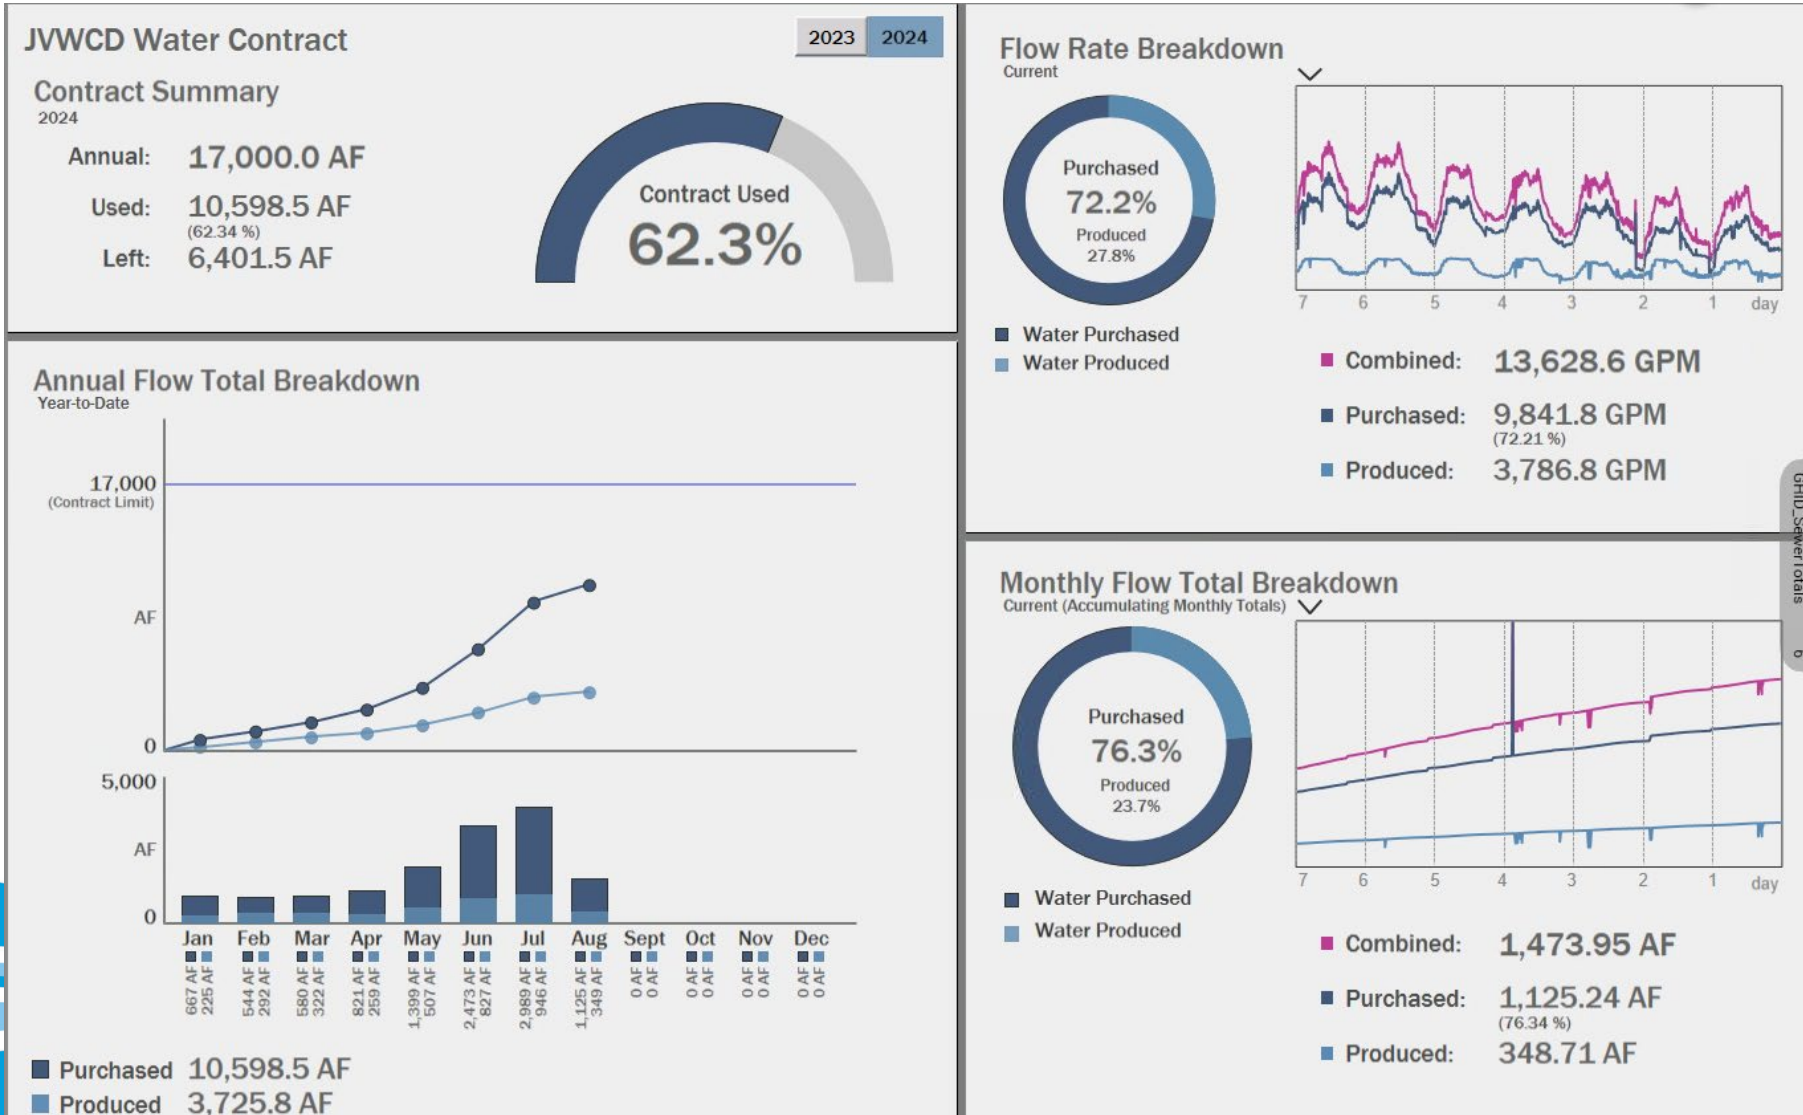 JVWCD Water Contract
2023 2024
Contract Summary
2024
Annual: 17,000.0 AF
Used: 10,598.5 AF
(62.34 %)
Left: 6,401.5 AF
Contract Used
62.3%
Annual Flow Total Breakdown
Year-to-Date
17,000
(Contract Limit)
AF
0
5,000
AF
0
Jan Feb Mar Apr May Jun Jul Aug Sept Oct Nov Dec
667 AF 225 AF 544 AF 292 AF 580 AF 322 AF 821 AF 259 AF 1,399 AF 507 AF 2,473 AF 827 AF 2,989 AF 946 AF 1,125 AF 349 AF 0 AF 0 AF 0 AF 0 AF 0 AF 0 AF 0 AF 0 AF
Purchased 10,598.5 AF
Produced 3,725.8 AF
Flow Rate Breakdown
Current
Purchased
72.2%
Produced
27.8%
Water Purchased
Water Produced
7 6 5 4 3 2 1 day
Combined: 13,628.6 GPM
Purchased: 9,841.8 GPM
(72.21 %)
Produced: 3,786.8 GPM
Monthly Flow Total Breakdown
Current (Accumulating Monthly Totals)
Purchased
76.3%
Produced
23.7%
Water Purchased
Water Produced
7 6 5 4 3 2 1 day
Combined: 1,473.95 AF
Purchased: 1,125.24 AF
(76.34 %)
Produced: 348.71 AF
GHID_SewerTotals 6